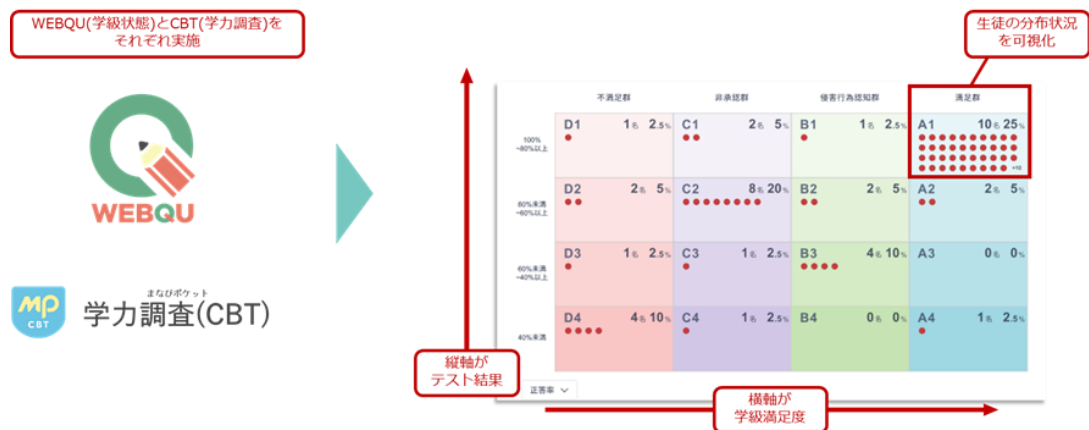 WEBQU(学級状態)とCBT(学力調査)を
それぞれ実施
生徒の分布状況
を可視化
WEBQU
まなびポケット
MP
CBT
学力調査(CBT)
不満足群
非承認群
侵害行為認知群
満足群
100%
~80%以上
D1 1名 2.5%
C1 2名 5%
B1 1名 2.5%
A1 10名 25%
+10
80%未満
~60%以上
D2 2名 5%
C2 8名 20%
B2 2名 5%
A2 2名 5%
60%未満
~40%以上
D3 1名 2.5%
C3 1名 2.5%
B3 4名 10%
A3 0名 0%
40%未満
D4 4名 10%
C4 1名 2.5%
B4 0名 0%
A4 1名 2.5%
縦軸が
テスト結果
正答率
横軸が
学級満足度